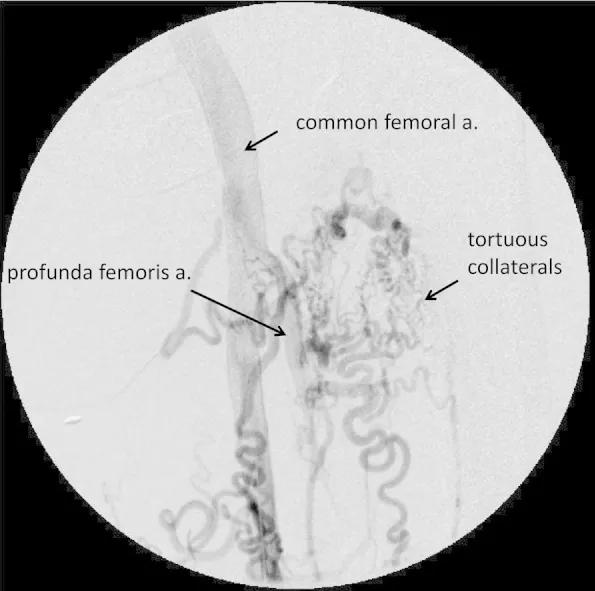 common femoral a.
tortuous
collaterals
profunda femoris a.